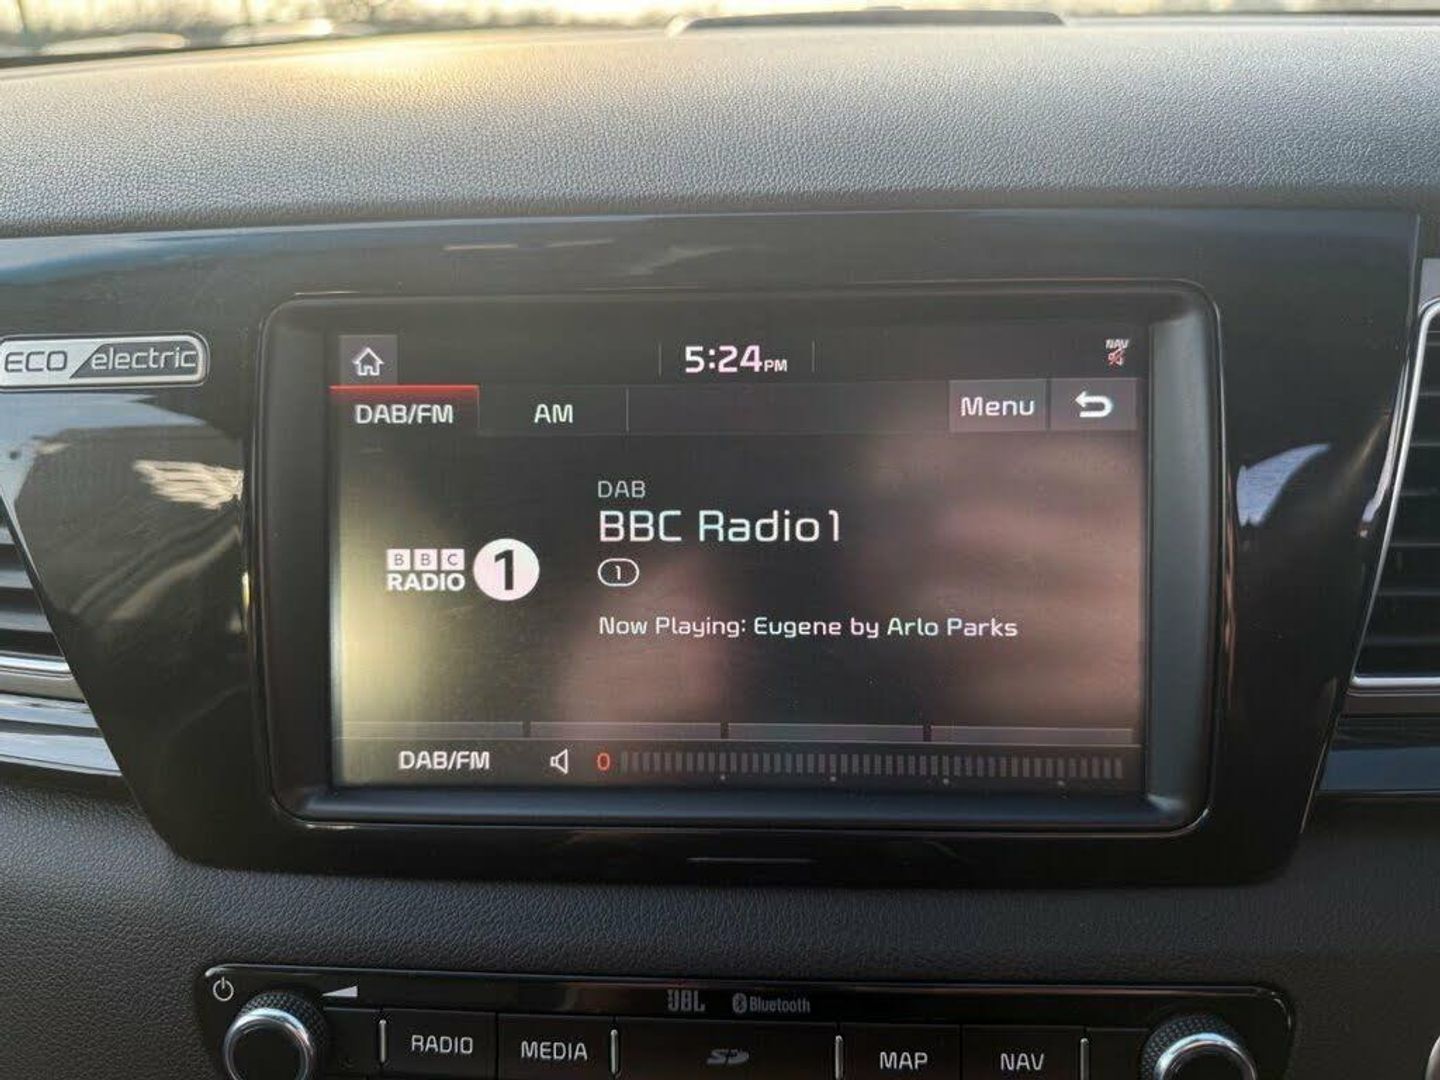 ECO electric
5:24PM
NAV
DAB/FM
AM
Menu
DAB
BBC Radio1
BBC
RADIO 1
1
Now Playing: Eugene by Arlo Parks
DAB/FM
0
JBL
Bluetooth
RADIO
MEDIA
SD
MAP
NAV